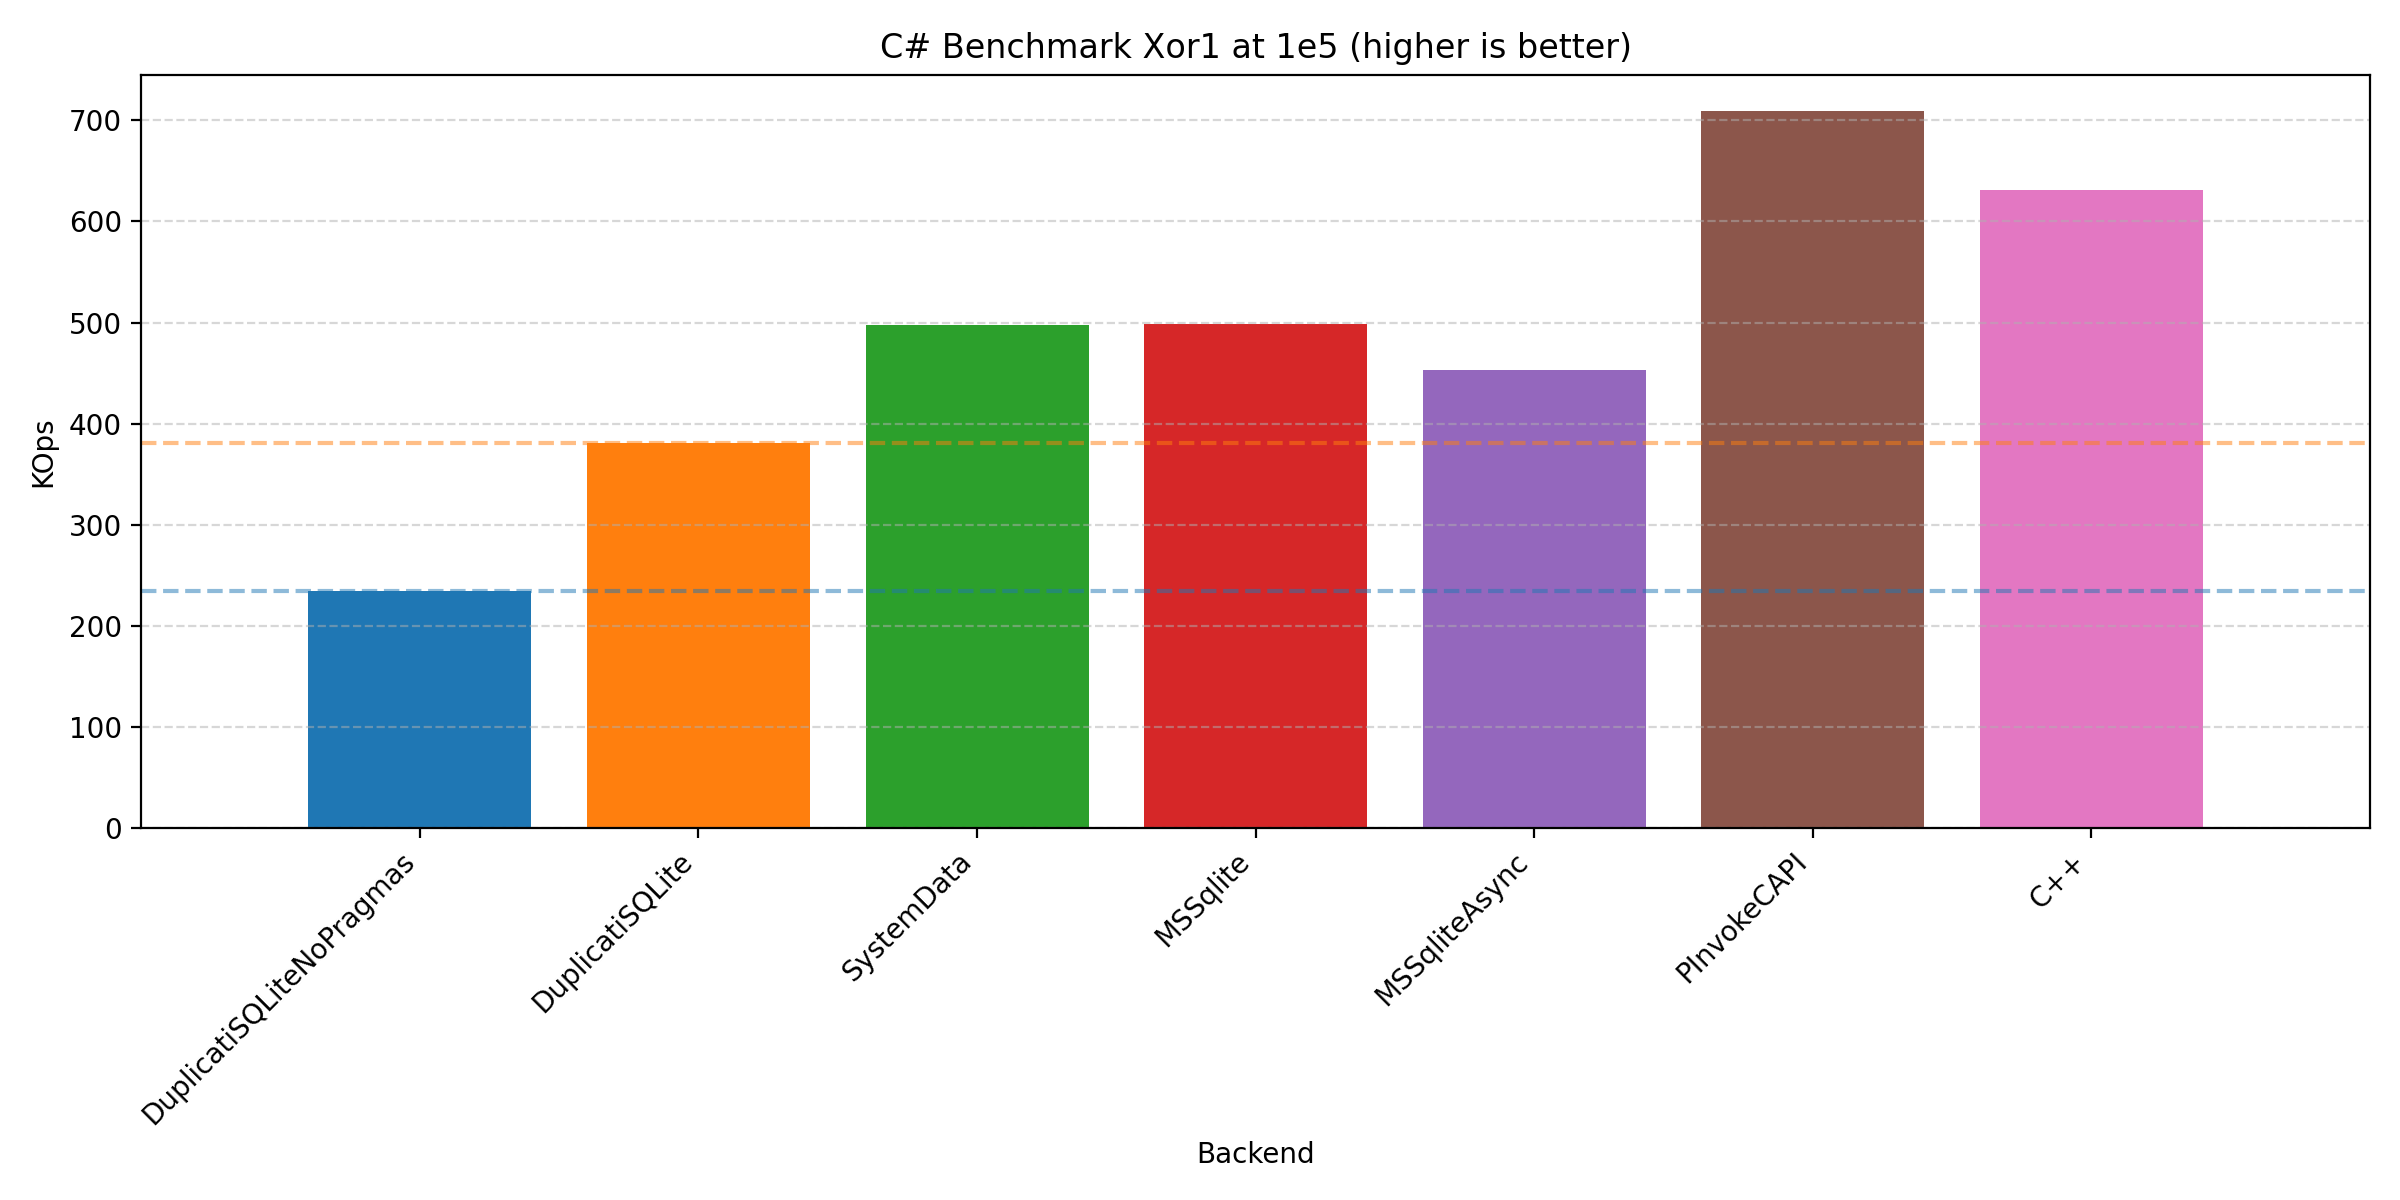 C# Benchmark Xor1 at 1e5 (higher is better)
KOps
700
600
500
400
300
200
100
0
DuplicatiSQLiteNoPragmas
DuplicatiSQLite
SystemData
MSSqlite
MSSqliteAsync
PInvokeCAPI
C++
Backend